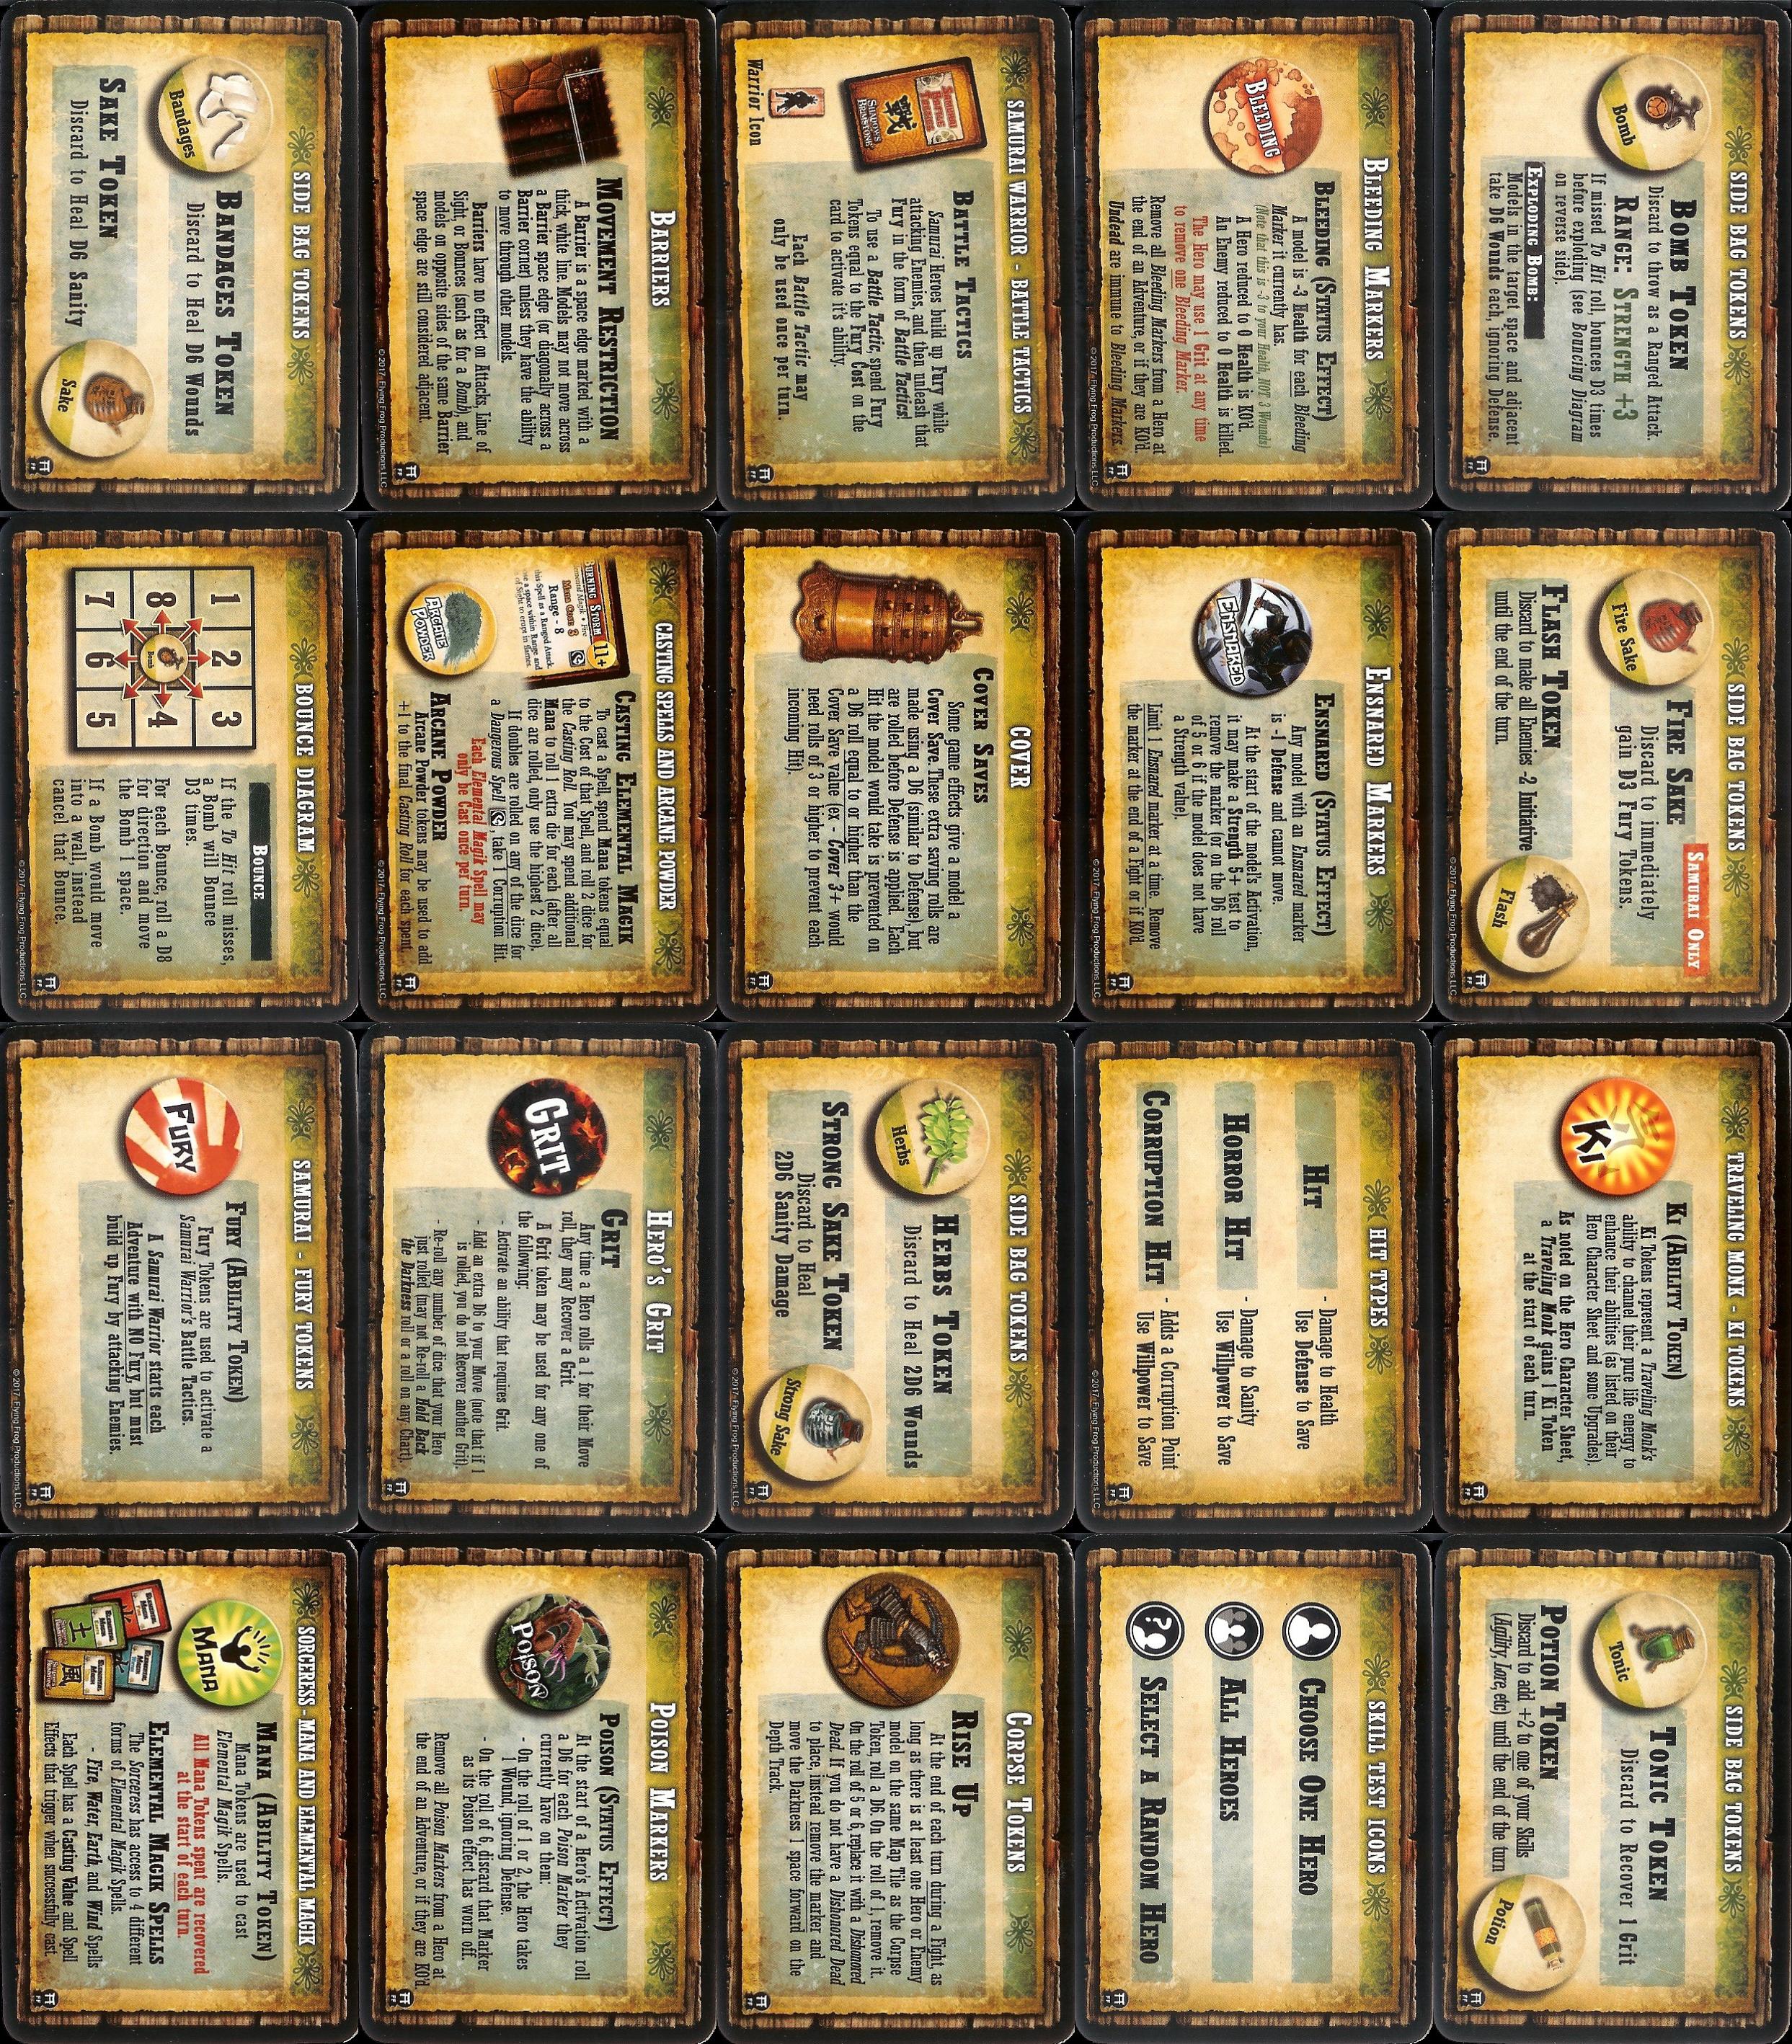 SIDE BAG TOKENS
Bomb
BOMB TOKEN
Discard to throw as a Ranged Attack.
RANGE: STRENGTH +3
If missed To Hit roll, bounces D3 times
before exploding (see Bouncing Diagram
on reverse side).
EXPLODING BOMB:
Models in the target space and adjacent
take D6 Wounds each, ignoring Defense.
SIDE BAG TOKENS
Fire Sake
FIRE SAKE
SAMURAI ONLY
Discard to immediately
gain D3 Fury Tokens.
FLASH TOKEN
Discard to make all Enemies -2 Initiative
until the end of the turn.
Flash
© 2017- Flying Frog Productions LLC
TRAVELING MONK - KI TOKENS
KI
KI (ABILITY TOKEN)
Ki Tokens represent a Traveling Monk's
ability to channel their pure life energy, to
enhance their abilities (as listed on their
Hero Character Sheet and some Upgrades).
As noted on the Hero Character Sheet,
a Traveling Monk gains 1 Ki Token
at the start of each turn.
SIDE BAG TOKENS
Tonic
TONIC TOKEN
Discard to Recover 1 Grit
POTION TOKEN
Discard to add +2 to one of your Skills
(Agility, Lore, etc) until the end of the turn
Potion
BLEEDING MARKERS
BLEEDING
BLEEDING (STATUS EFFECT)
A model is -3 Health for each Bleeding
Marker it currently has.
(Note that this is -3 to your Health, NOT 3 Wounds)
A Hero reduced to 0 Health is KO'd.
An Enemy reduced to 0 Health is killed.
The Hero may use 1 Grit at any time
to remove one Bleeding Marker.
Remove all Bleeding Markers from a Hero at
the end of an Adventure, or if they are KO'd.
Undead are immune to Bleeding Markers.
© 2017- Flying Frog Productions LLC
ENSNARED MARKERS
ENSNARED
ENSNARED (STATUS EFFECT)
Any model with an Ensnared marker
is -1 Defense and cannot move.
At the start of the model's Activation,
it may make a Strength 5+ test to
remove the marker (or on the D6 roll
of 5 or 6 if the model does not have
a Strength value).
Limit 1 Ensnared marker at a time. Remove
the marker at the end of a Fight or if KO'd.
© 2017- Flying Frog Productions LLC
HIT TYPES
HIT
- Damage to Health
Use Defense to Save
HORROR HIT
- Damage to Sanity
Use Willpower to Save
CORRUPTION HIT
- Adds a Corruption Point
Use Willpower to Save
© 2017- Flying Frog Productions LLC
SKILL TEST ICONS
CHOOSE ONE HERO
ALL HEROES
?
SELECT A RANDOM HERO
SAMURAI WARRIOR - BATTLE TACTICS
SHADOWS
BRIMSTONE
Warrior Icon
BATTLE TACTICS
Samurai Heroes build up Fury while
attacking Enemies, and then unleash that
Fury in the form of Battle Tactics!
To use a Battle Tactic, spend Fury
Tokens equal to the Fury Cost on the
card to activate it's ability.
Each Battle Tactic may
only be used once per turn.
COVER
COVER SAVES
Some game effects give a model a
Cover Save. These extra saving rolls are
made using a D6 (similar to Defense), but
are rolled before Defense is applied. Each
Hit the model would take is prevented on
a D6 roll equal to or higher than the
Cover Save value (ex - Cover 3+ would
need rolls of 3 or higher to prevent each
incoming Hit).
SIDE BAG TOKENS
Herbs
HERBS TOKEN
Discard to Heal 2D6 Wounds
STRONG SAKE TOKEN
Discard to Heal
2D6 Sanity Damage
Strong Sake
© 2017- Flying Frog Productions LLC
CORPSE TOKENS
RISE UP
At the end of each turn during a Fight, as
long as there is at least one Hero or Enemy
model on the same Map Tile as the Corpse
Token, roll a D6. On the roll of 1, remove it.
On the roll of 5 or 6, replace it with a Dishonored
Dead. If you do not have a Dishonored Dead
to place, instead remove the marker and
move the Darkness 1 space forward on the
Depth Track.
BARRIERS
MOVEMENT RESTRICTION
A Barrier is a space edge marked with a
thick, white line. Models may not move across
a Barrier space edge (or diagonally across a
Barrier corner) unless they have the ability
to move through other models.
Barriers have no effect on Attacks, Line of
Sight, or Bounces (such as for a Bomb), and
models on opposite sides of the same Barrier
space edge are still considered adjacent.
© 2017- Flying Frog Productions LLC
CASTING SPELLS AND ARCANE POWDER
BURNING STORM
11+
Elemental Magik • Fire
Mana Cost: 3
Range - 8
this Spell as a Ranged Attack.
a space within Range and
of Sight to erupt in flames.
ARCANE
POWDER
CASTING ELEMENTAL MAGIK
To cast a Spell, spend Mana tokens equal
to the Cost of that Spell, and roll 2 dice for
the Casting Roll. You may spend additional
Mana to roll 1 extra die for each (after all
dice are rolled, only use the highest 2 dice).
If doubles are rolled on any of the dice for
a Dangerous Spell, take 1 Corruption Hit.
Each Elemental Magik Spell may
only be Cast once per turn.
ARCANE POWDER
Arcane Powder tokens may be used to add
+1 to the final Casting Roll for each spent.
HERO'S GRIT
GRIT
GRIT
Any time a Hero rolls a 1 for their Move
roll, they may Recover a Grit.
A Grit token may be used for any one of
the following:
- Activate an ability that requires Grit.
- Add an extra D6 to your Move (note that if 1
is rolled, you do not Recover another Grit).
- Re-roll any number of dice that your Hero
just rolled (may not Re-roll a Hold Back
the Darkness roll or a roll on any Chart).
POISON MARKERS
POISON
POISON (STATUS EFFECT)
At the start of a Hero's Activation roll
a D6 for each Poison Marker they
currently have on them:
- On the roll of 1 or 2, the Hero takes
1 Wound, ignoring Defense.
- On the roll of 6, discard that Marker
as its Poison effect has worn off.
Remove all Poison Markers from a Hero at
the end of an Adventure, or if they are KO'd.
SIDE BAG TOKENS
Bandages
BANDAGES TOKEN
Discard to Heal D6 Wounds
SAKE TOKEN
Discard to Heal D6 Sanity
Sake
BOUNCE DIAGRAM
1 2 3
8 Bomb 4
7 6 5
BOUNCE
If the To Hit roll misses,
a Bomb will Bounce
D3 times.
For each Bounce, roll a D8
for direction and move
the Bomb 1 space.
If a Bomb would move
into a wall, instead
cancel that Bounce.
© 2017- Flying Frog Productions LLC
SAMURAI - FURY TOKENS
FURY
FURY (ABILITY TOKEN)
Fury Tokens are used to activate a
Samurai Warrior's Battle Tactics.
A Samurai Warrior starts each
Adventure with NO Fury, but must
build up Fury by attacking Enemies.
© 2017- Flying Frog Productions LLC
SORCERESS - MANA AND ELEMENTAL MAGIK
MANA
MANA (ABILITY TOKEN)
Mana Tokens are used to cast
Elemental Magik Spells.
All Mana Tokens spent are recovered
at the start of each turn.
ELEMENTAL MAGIK SPELLS
The Sorceress has access to 4 different
forms of Elemental Magik Spells.
- Fire, Water, Earth, and Wind Spells
Each Spell has a Casting Value and Spell
Effects that trigger when successfully cast.